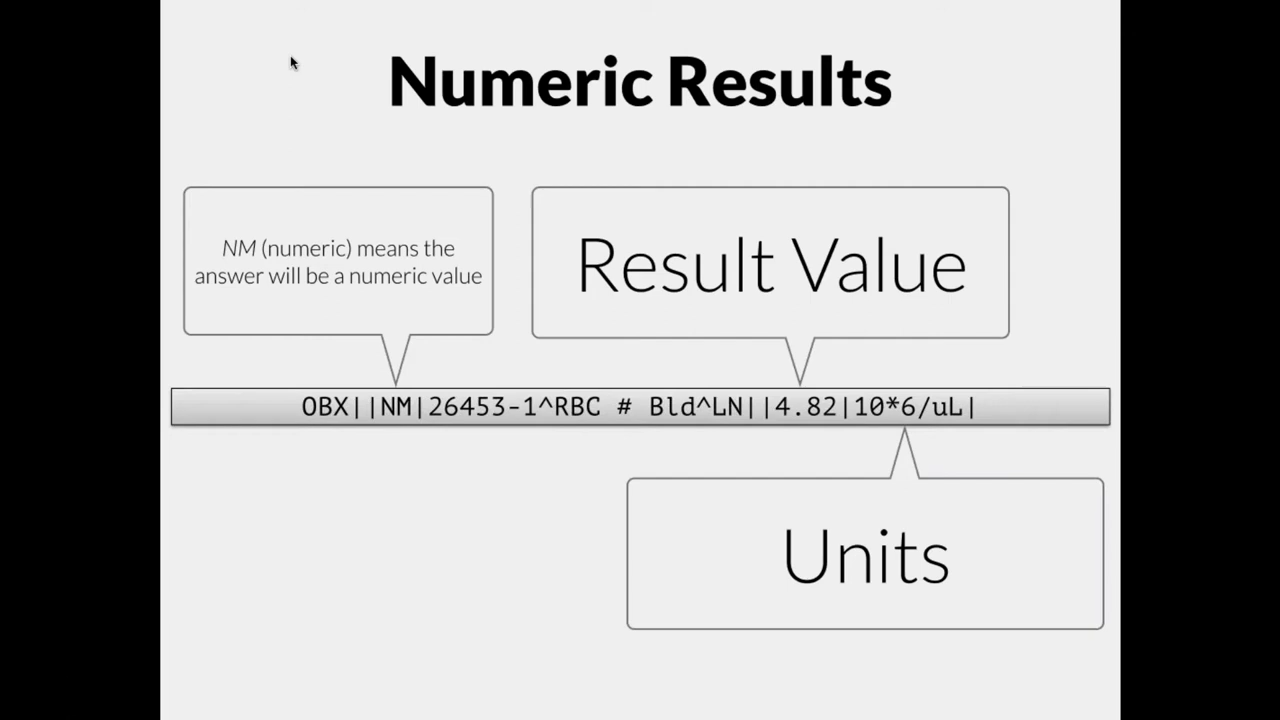 Numeric Results
NM (numeric) means the
answer will be a numeric value
Result Value
OBX||NM|26453-1^RBC # Bld^LN||4.82|10*6/uL|
Units